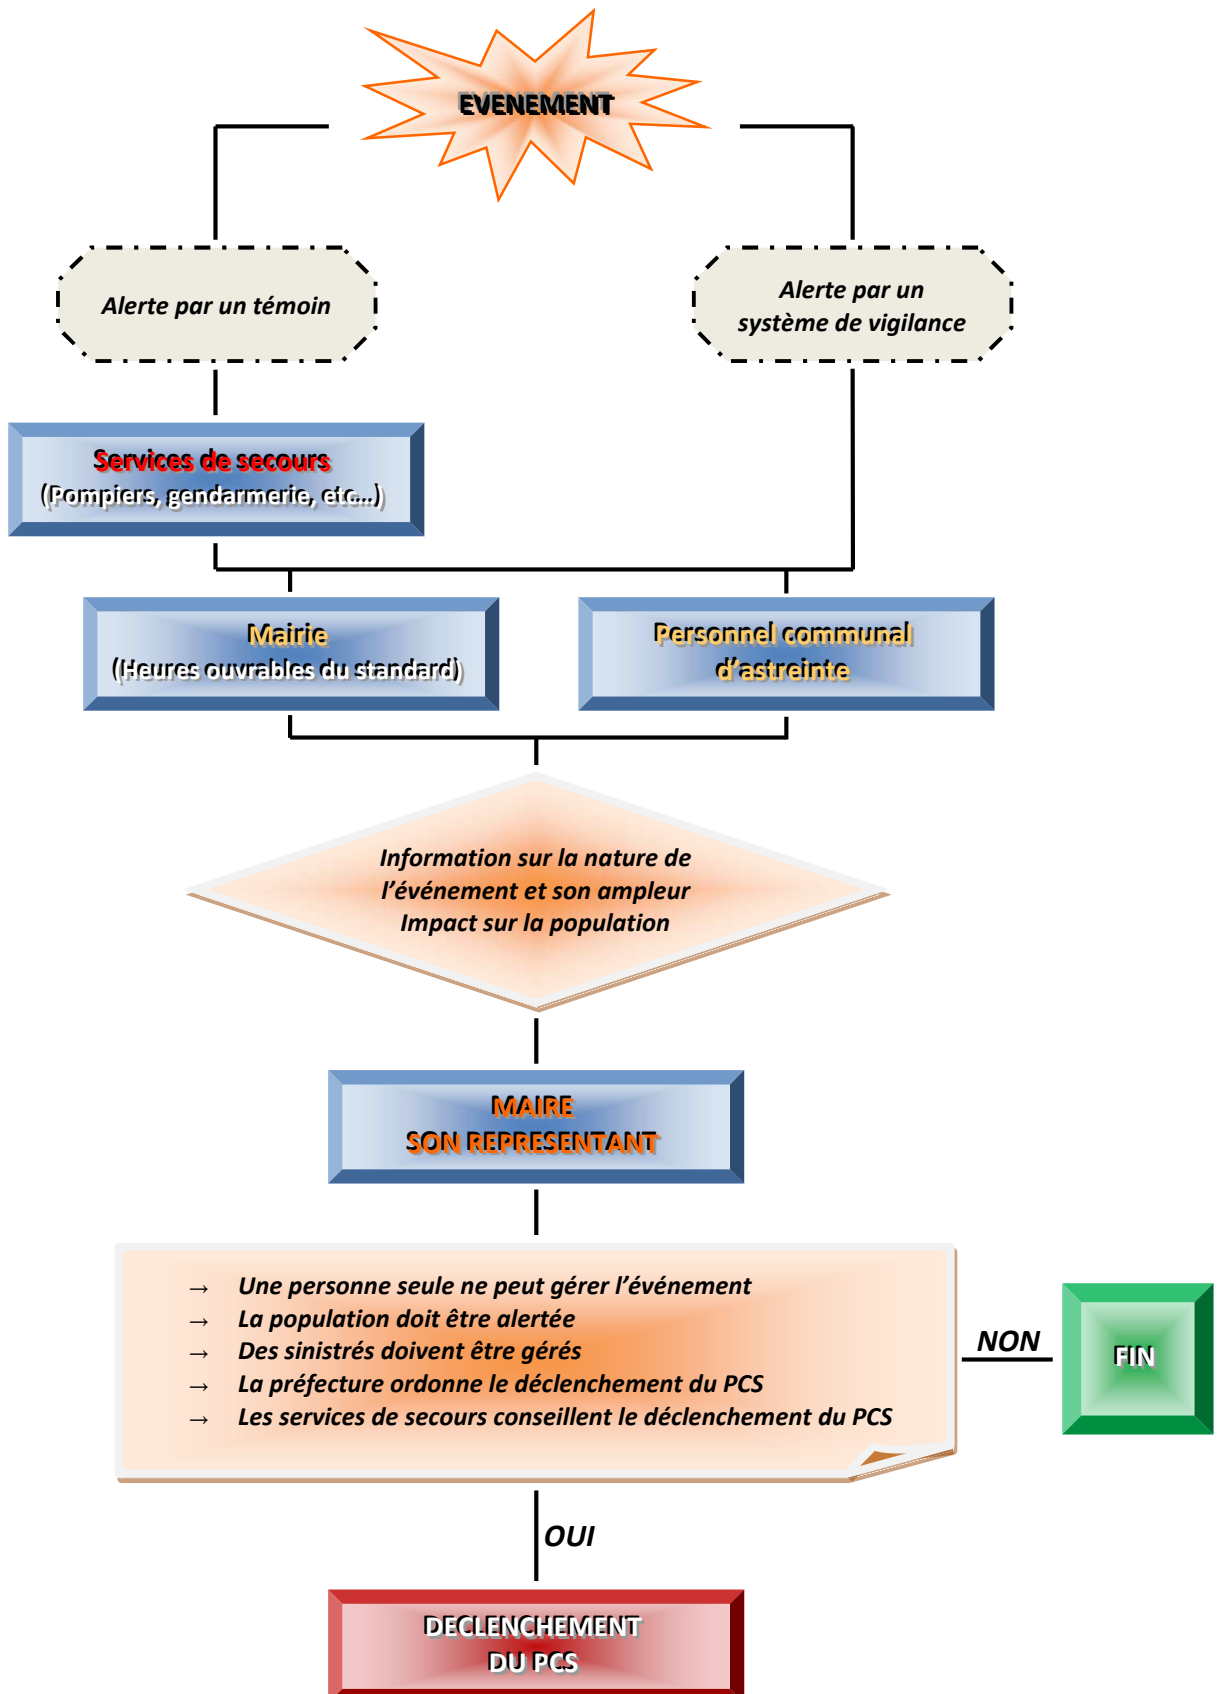 EVENEMENT
Alerte par un témoin
Alerte par un
système de vigilance
Services de secours
(Pompiers, gendarmerie, etc...)
Mairie
(Heures ouvrables du standard)
Personnel communal
d’astreinte
Information sur la nature de
l’événement et son ampleur
Impact sur la population
MAIRE
SON REPRESENTANT
→ Une personne seule ne peut gérer l’événement
→ La population doit être alertée
→ Des sinistrés doivent être gérés
→ La préfecture ordonne le déclenchement du PCS
→ Les services de secours conseillent le déclenchement du PCS
NON
FIN
OUI
DECLENCHEMENT
DU PCS